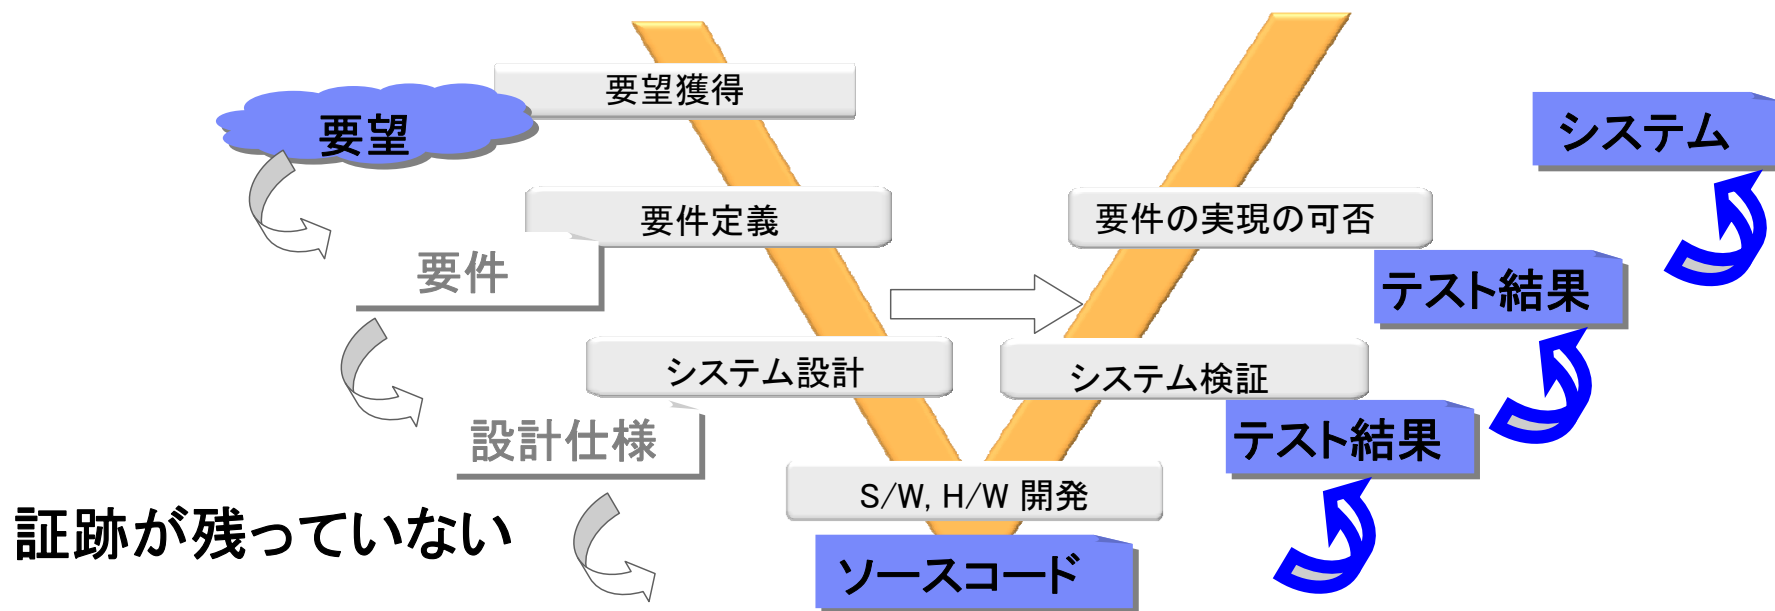 要望獲得
要望
システム
要件定義
要件の実現の可否
要件
テスト結果
システム設計
システム検証
設計仕様
テスト結果
S/W, H/W 開発
証跡が残っていない
ソースコード